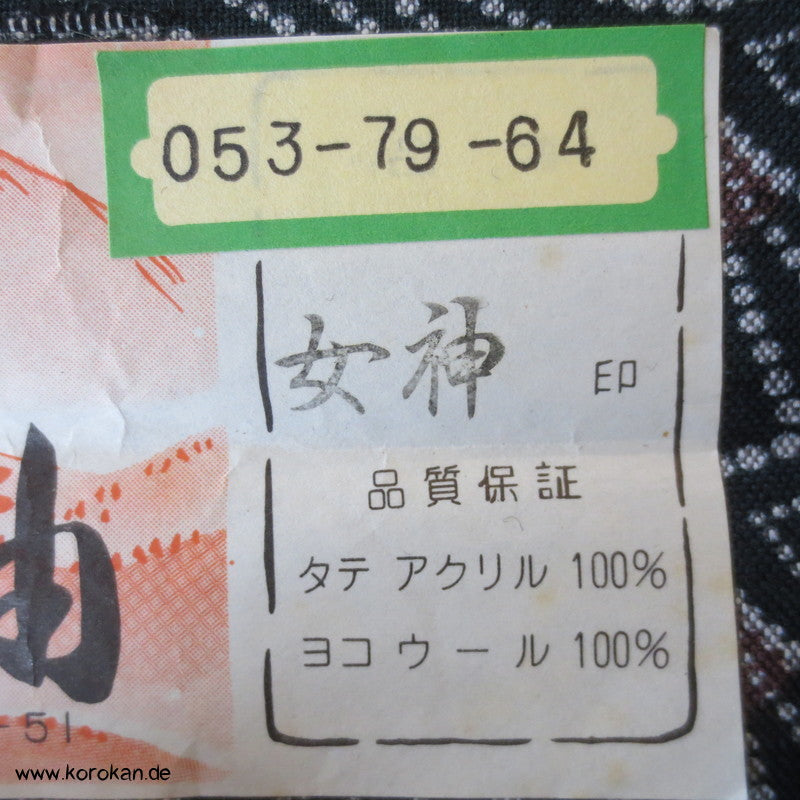 053-79-64
女神 印
品質保証
タテ アクリル 100%
ヨコ ウール 100%
-51
www.korokan.de